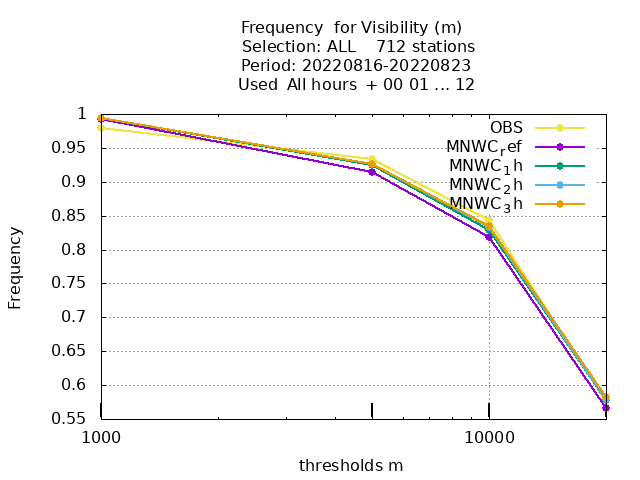 Frequency for Visibility (m)
Selection: ALL 712 stations
Period: 20220816-20220823
Used All hours + 00 01 ... 12
Frequency
1
0.95
0.9
0.85
0.8
0.75
0.7
0.65
0.6
0.55
OBS
MNWC_ref
MNWC_1h
MNWC_2h
MNWC_3h
1000
10000
thresholds m